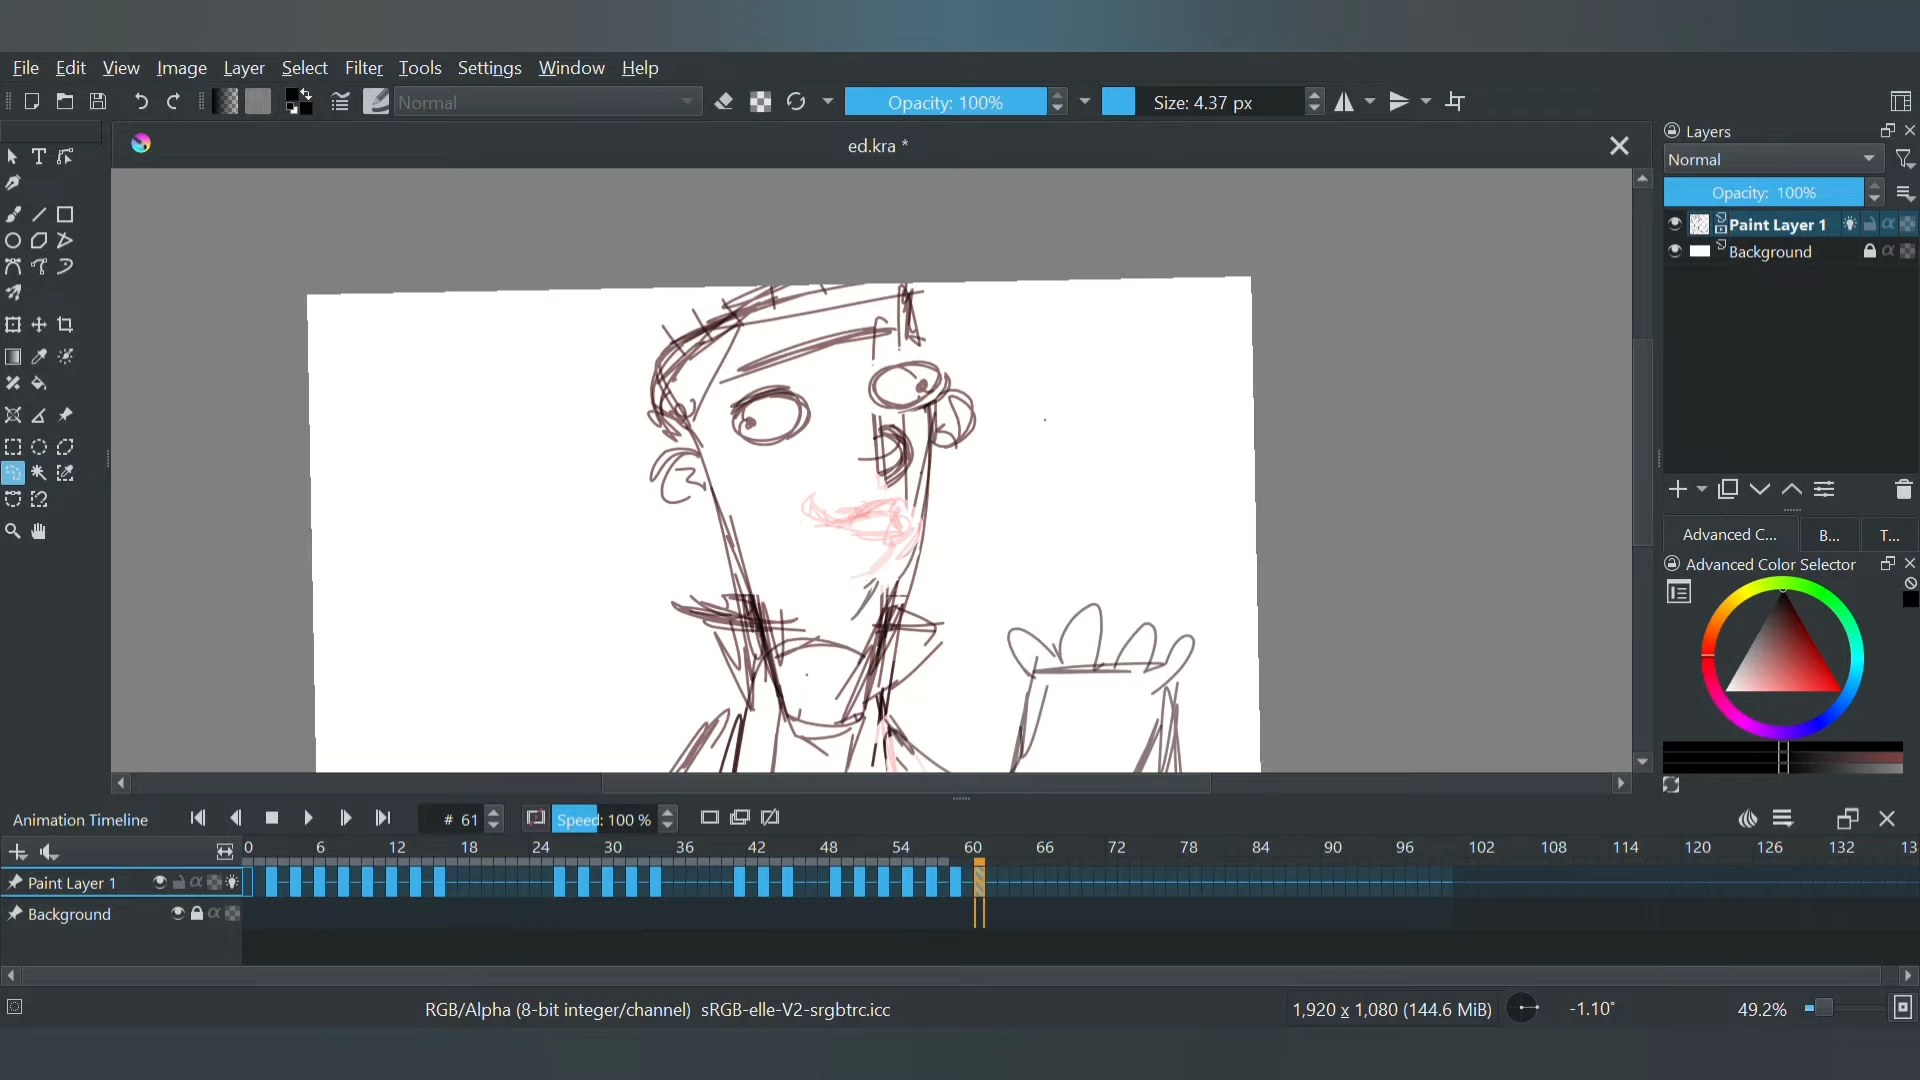 File Edit View Image Layer Select Filter Tools Settings Window Help
Normal
Opacity: 100%
Size: 4.37 px
ed.kra *
Layers
Normal
Opacity: 100%
Paint Layer 1
Background
Advanced C... B... T...
Advanced Color Selector
Animation Timeline
# 61
Speed: 100 %
0 6 12 18 24 30 36 42 48 54 60 66 72 78 84 90 96 102 108 114 120 126 132 13
Paint Layer 1
Background
RGB/Alpha (8-bit integer/channel) sRGB-elle-V2-srgbtrc.icc
1,920 x 1,080 (144.6 MiB)
-1.10°
49.2%